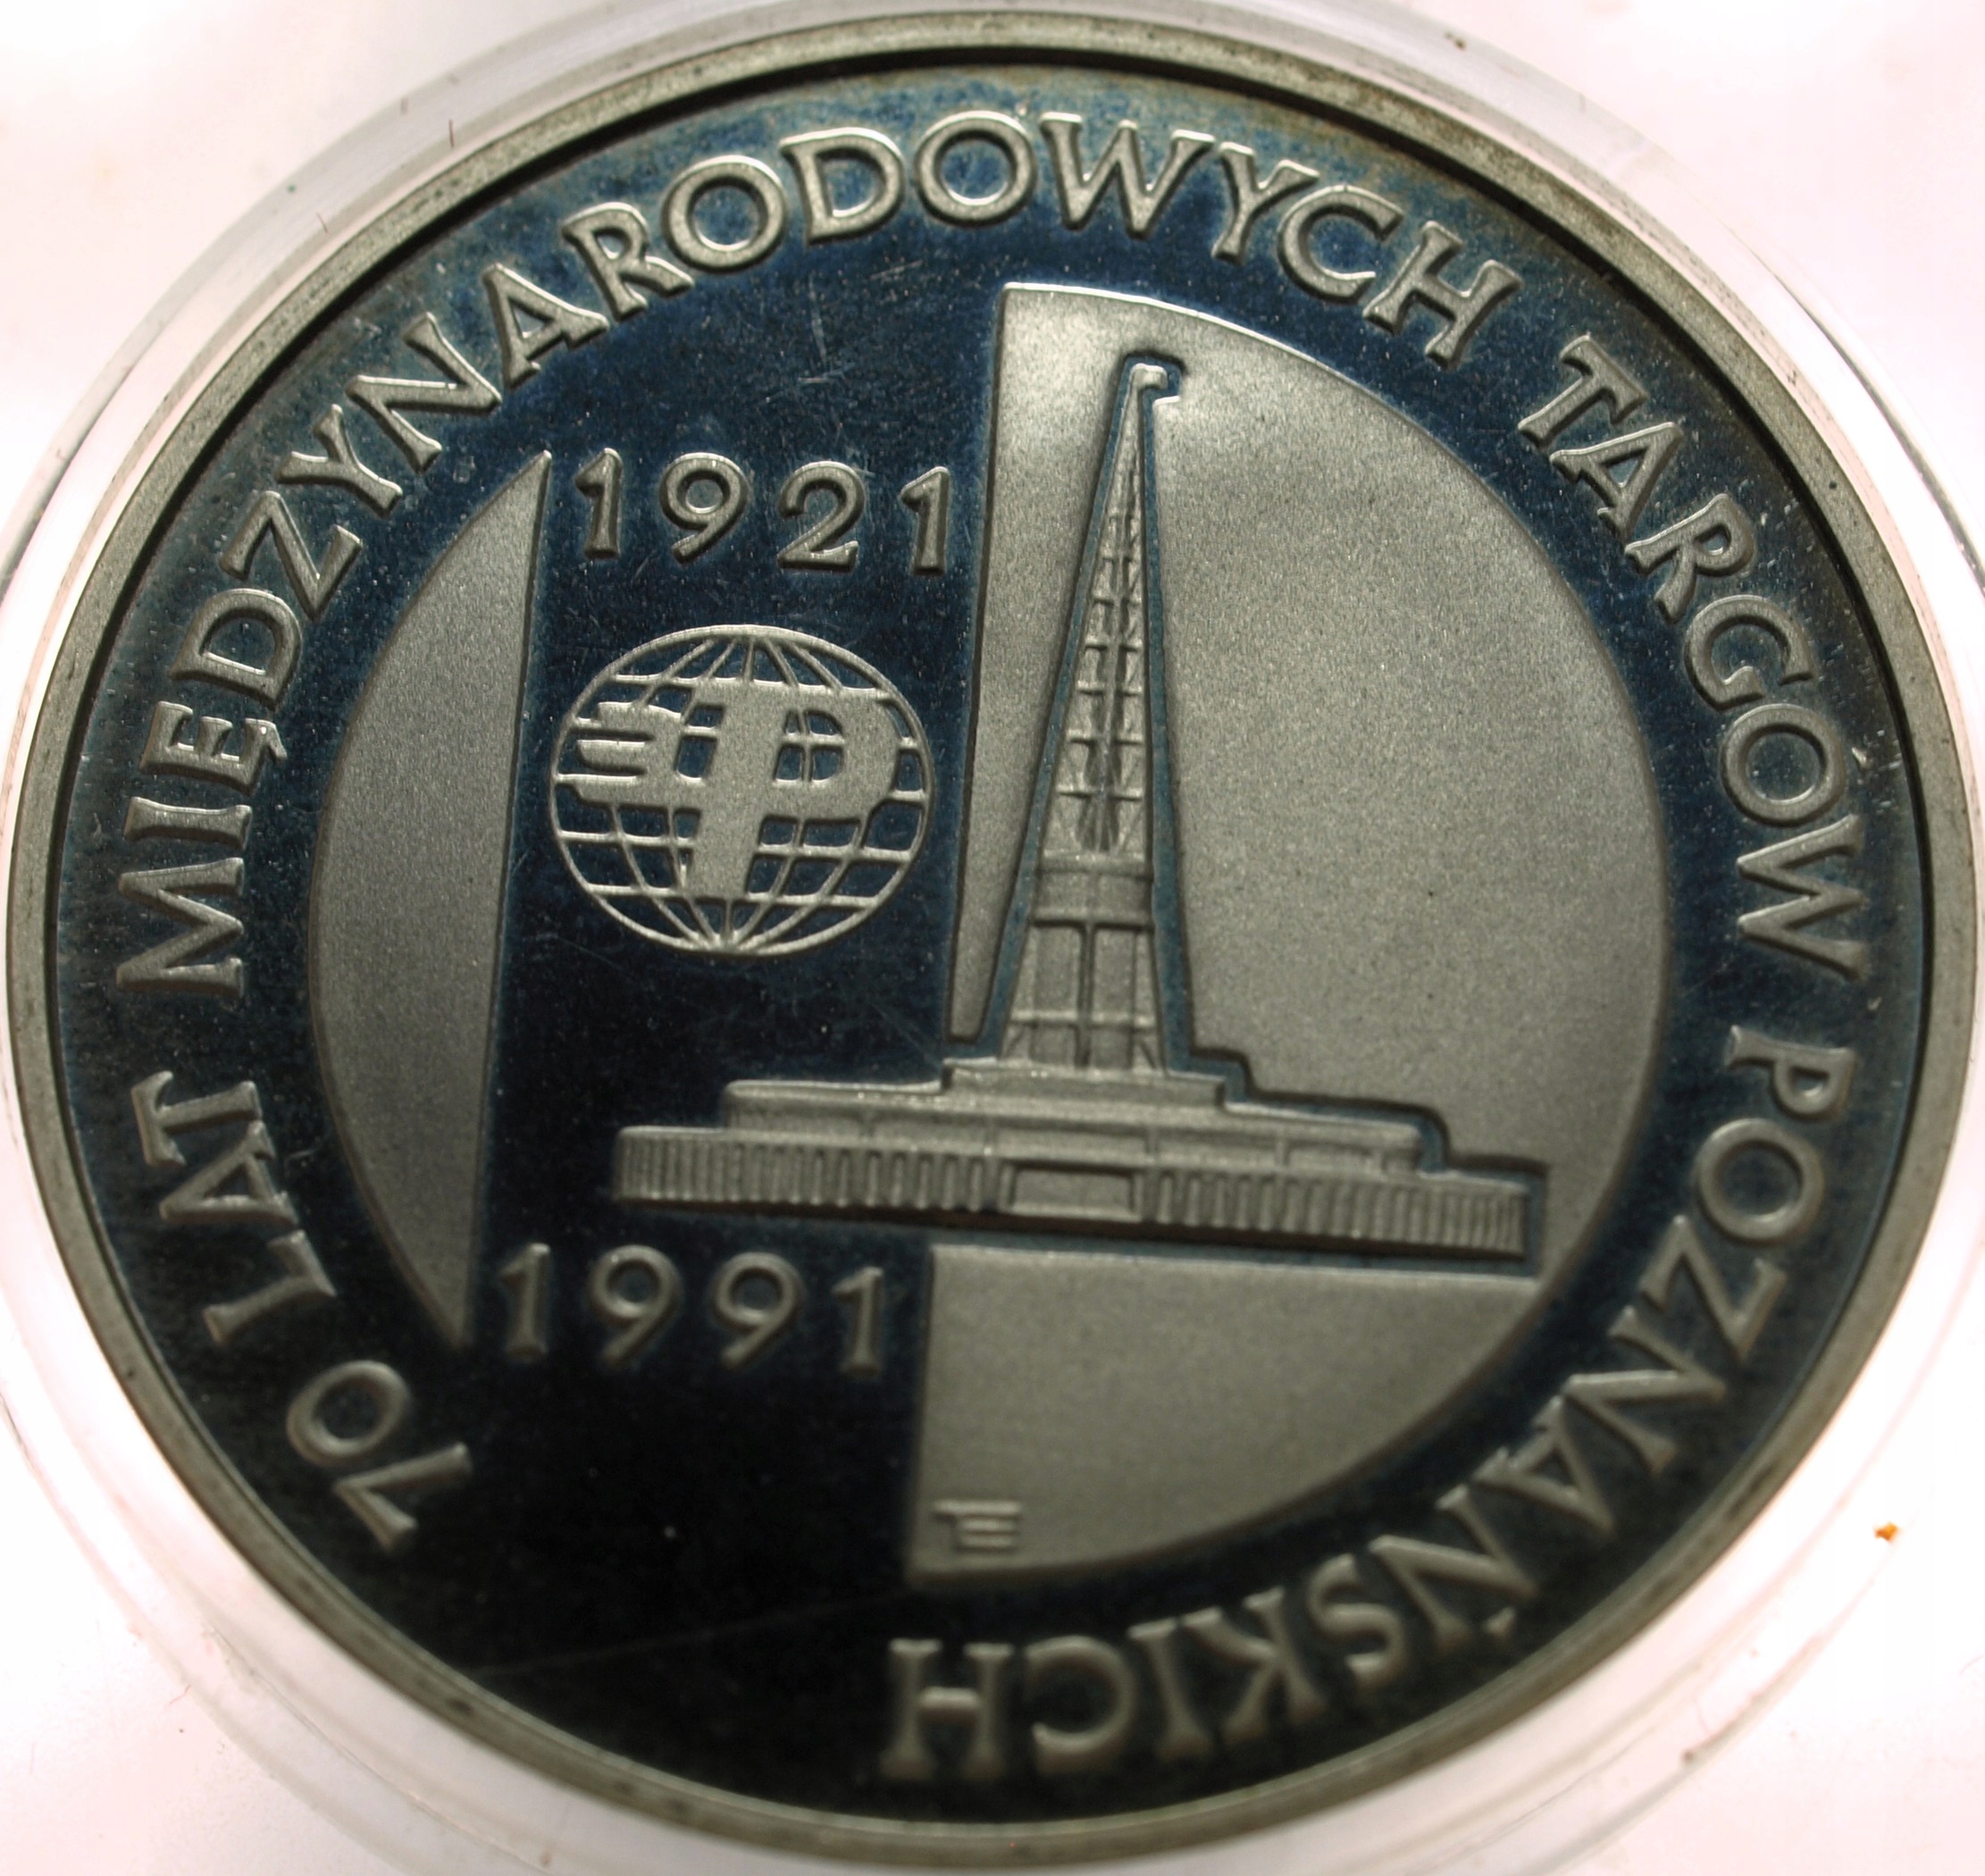 70 LAT MIĘDZYNARODOWYCH TARGÓW POZNAŃSKICH
1921
1991